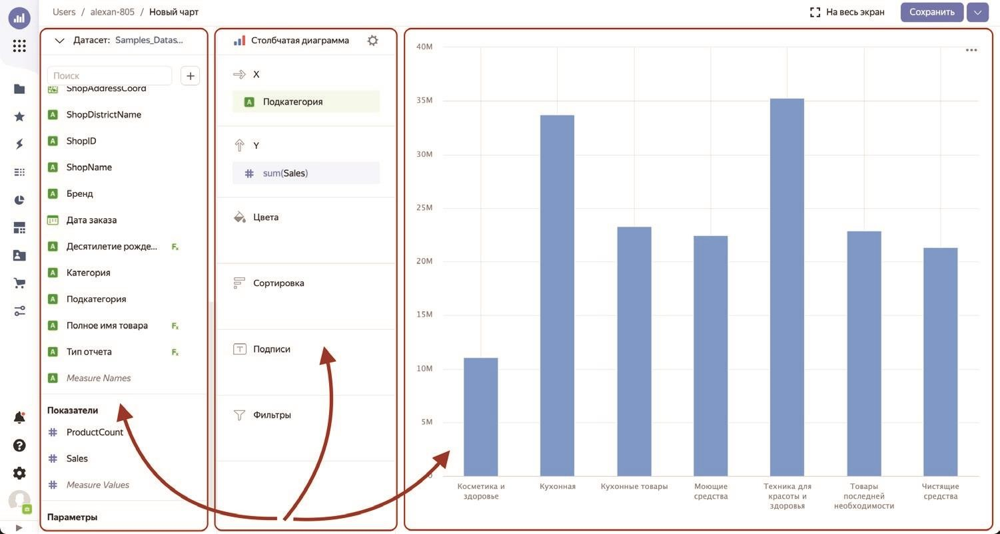 Users / alexan-805 / Новый чарт
На весь экран
Сохранить
Датасет: Samples_Datas...
Поиск
+
ShopAddressCoord
A ShopDistrictName
A ShopID
A ShopName
A Бренд
Дата заказа
A Десятилетие рожде... Fx
A Категория
A Подкатегория
A Полное имя товара Fx
A Тип отчета Fx
A Measure Names
Показатели
# ProductCount
# Sales
# Measure Values
Параметры
Столбчатая диаграмма
X
A Подкатегория
Y
# sum(Sales)
Цвета
Сортировка
T Подписи
Фильтры
40M
35M
30M
25M
20M
15M
10M
5M
0
Косметика и
здоровье
Кухонная
Кухонные товары
Моющие
средства
Техника для
красоты и
здоровья
Товары
последней
необходимости
Чистящие
средства